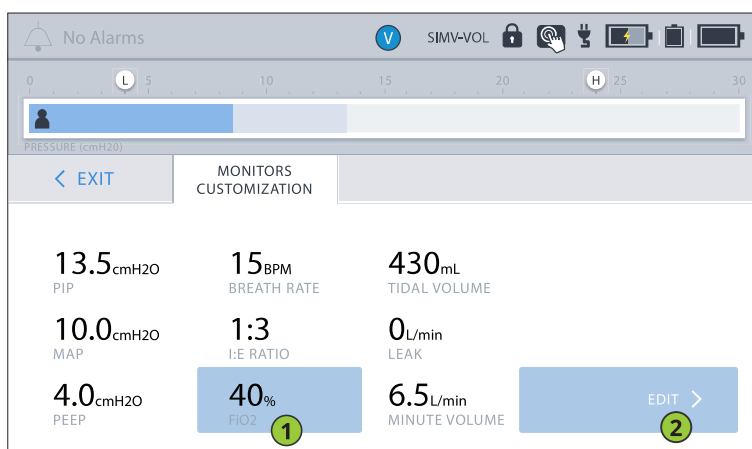 No Alarms V SIMV-VOL
0 L 5 10 15 20 H 25 30
PRESSURE (cmH20)
EXIT MONITORS
CUSTOMIZATION
13.5cmH2O 15BPM 430mL
PIP BREATH RATE TIDAL VOLUME
10.0cmH2O 1:3 0L/min
MAP I:E RATIO LEAK
4.0cmH2O 40% 6.5L/min EDIT
PEEP FiO2 1 MINUTE VOLUME 2